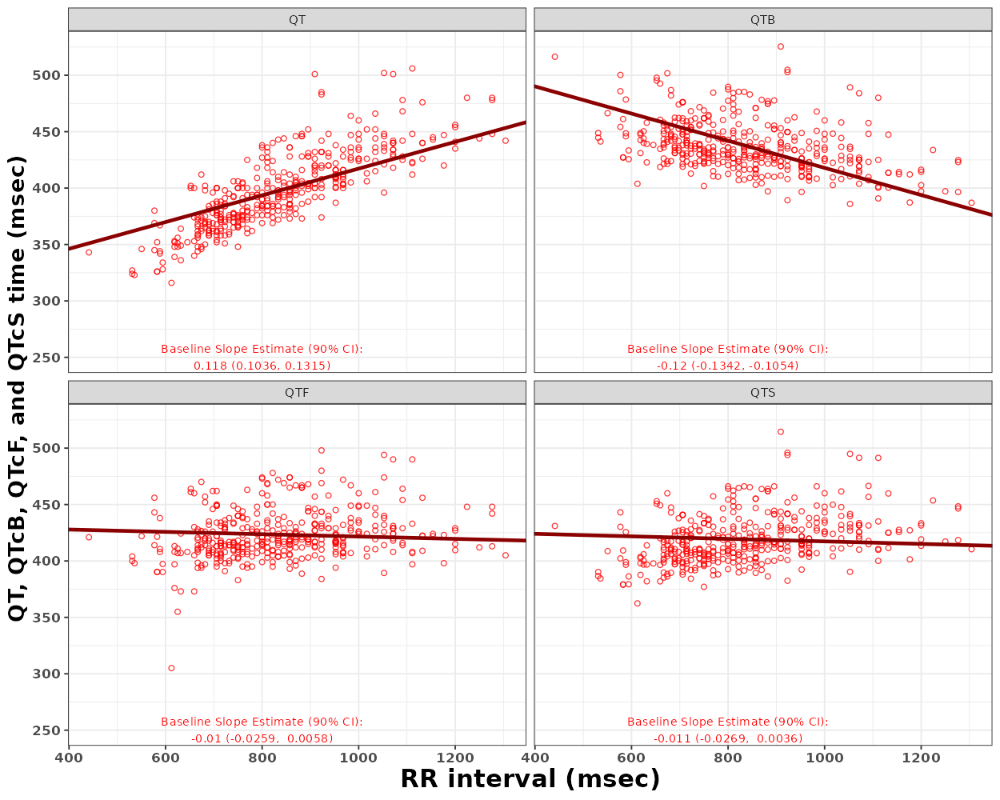 QT
QTB
500
450
400
350
300
250
Baseline Slope Estimate (90% CI):
0.118 (0.1036, 0.1315)
Baseline Slope Estimate (90% CI):
-0.12 (-0.1342, -0.1054)
QTF
QTS
500
450
400
350
300
250
Baseline Slope Estimate (90% CI):
-0.01 (-0.0259, 0.0058)
Baseline Slope Estimate (90% CI):
-0.011 (-0.0269, 0.0036)
400 600 800 1000 1200
400 600 800 1000 1200
RR interval (msec)
QT, QTcB, QTcF, and QTcS time (msec)